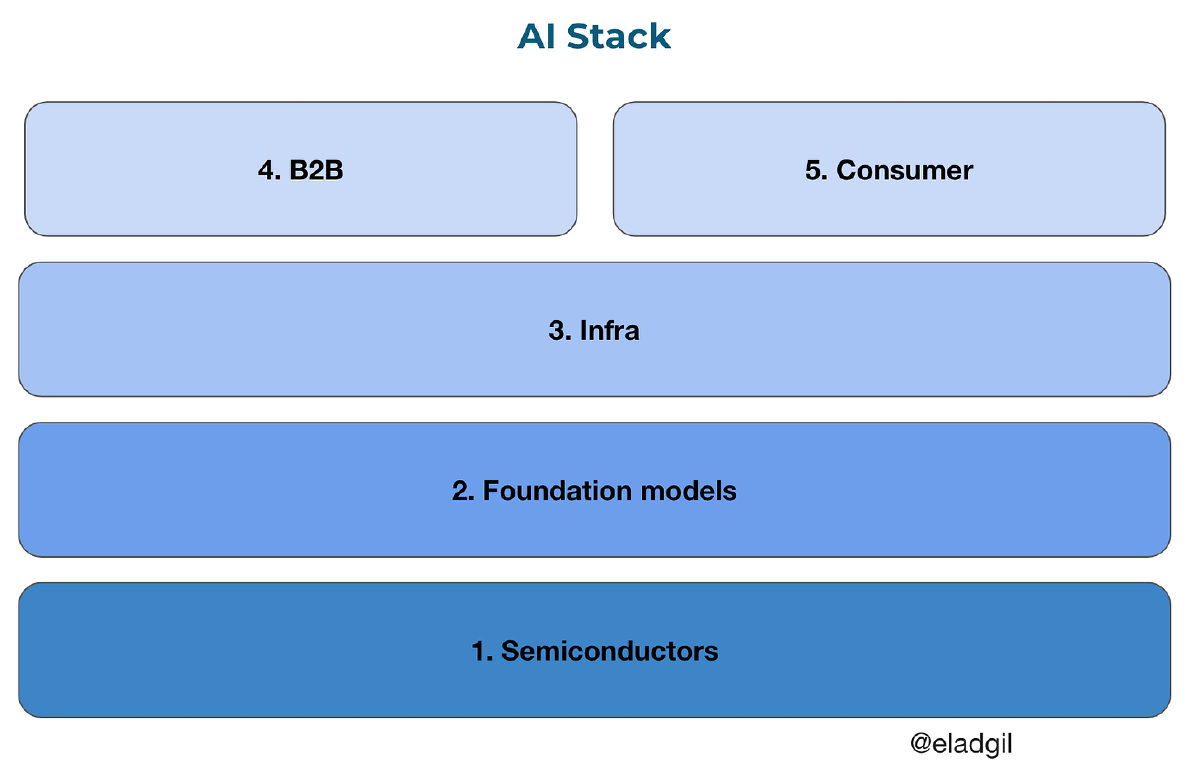 AI Stack
4. B2B
5. Consumer
3. Infra
2. Foundation models
1. Semiconductors
@eladgil